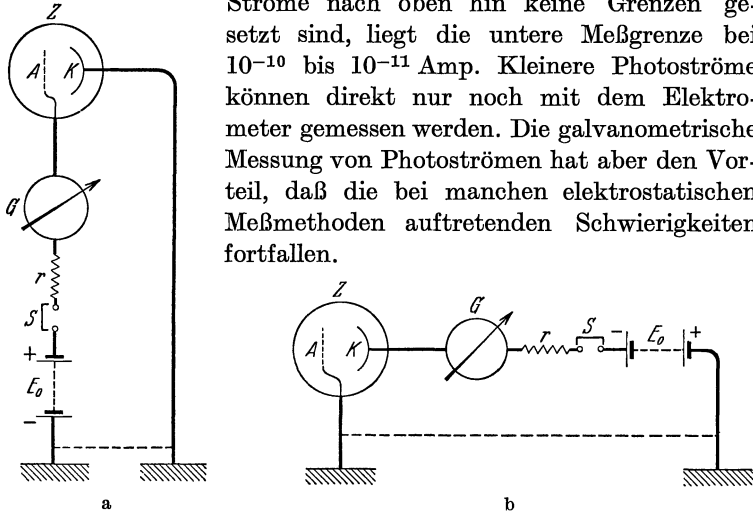 Ströme nach oben hin keine Grenzen ge-
setzt sind, liegt die untere Meßgrenze bei
10⁻¹⁰ bis 10⁻¹¹ Amp. Kleinere Photoströme
können direkt nur noch mit dem Elektro-
meter gemessen werden. Die galvanometrische
Messung von Photoströmen hat aber den Vor-
teil, daß die bei manchen elektrostatischen
Meßmethoden auftretenden Schwierigkeiten
fortfallen.
Z
A K
G
r
S
+
E₀
−
a
Z
A K
G
r
S
− E₀ +
b